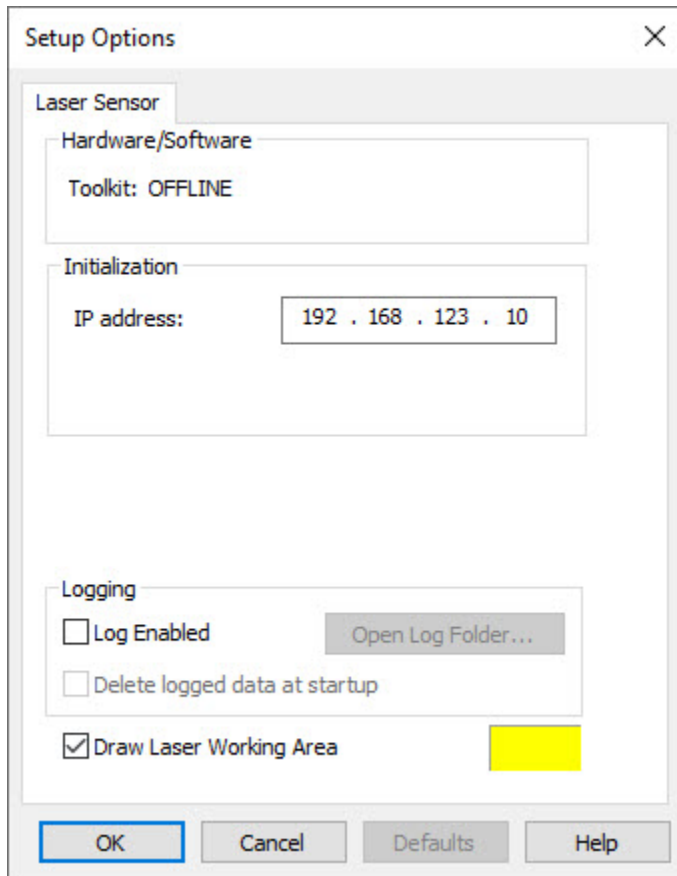 Setup Options
Laser Sensor
Hardware/Software
Toolkit: OFFLINE
Initialization
IP address: 192 . 168 . 123 . 10
Logging
Log Enabled Open Log Folder...
Delete logged data at startup
Draw Laser Working Area
OK Cancel Defaults Help